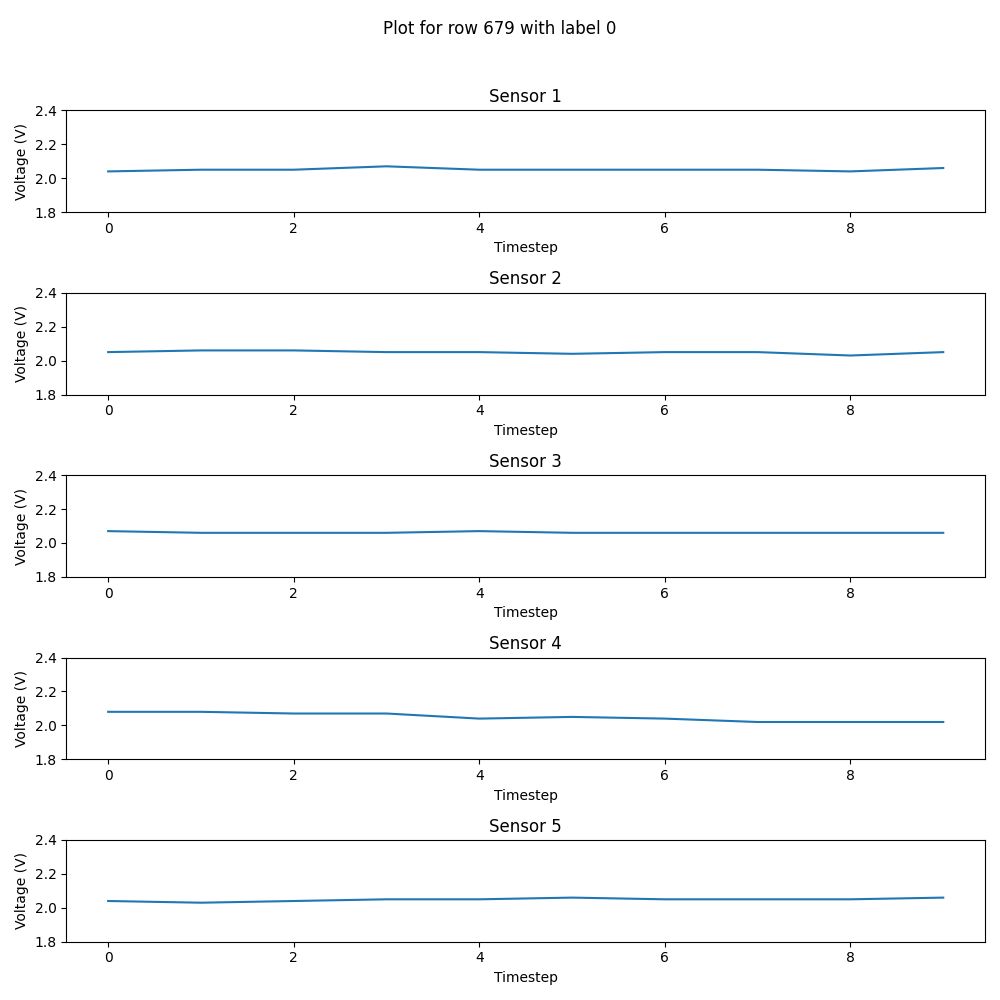 Plot for row 679 with label 0
Sensor 1
Voltage (V)
2.4
2.2
2.0
1.8
0 2 4 6 8
Timestep
Sensor 2
Voltage (V)
2.4
2.2
2.0
1.8
0 2 4 6 8
Timestep
Sensor 3
Voltage (V)
2.4
2.2
2.0
1.8
0 2 4 6 8
Timestep
Sensor 4
Voltage (V)
2.4
2.2
2.0
1.8
0 2 4 6 8
Timestep
Sensor 5
Voltage (V)
2.4
2.2
2.0
1.8
0 2 4 6 8
Timestep